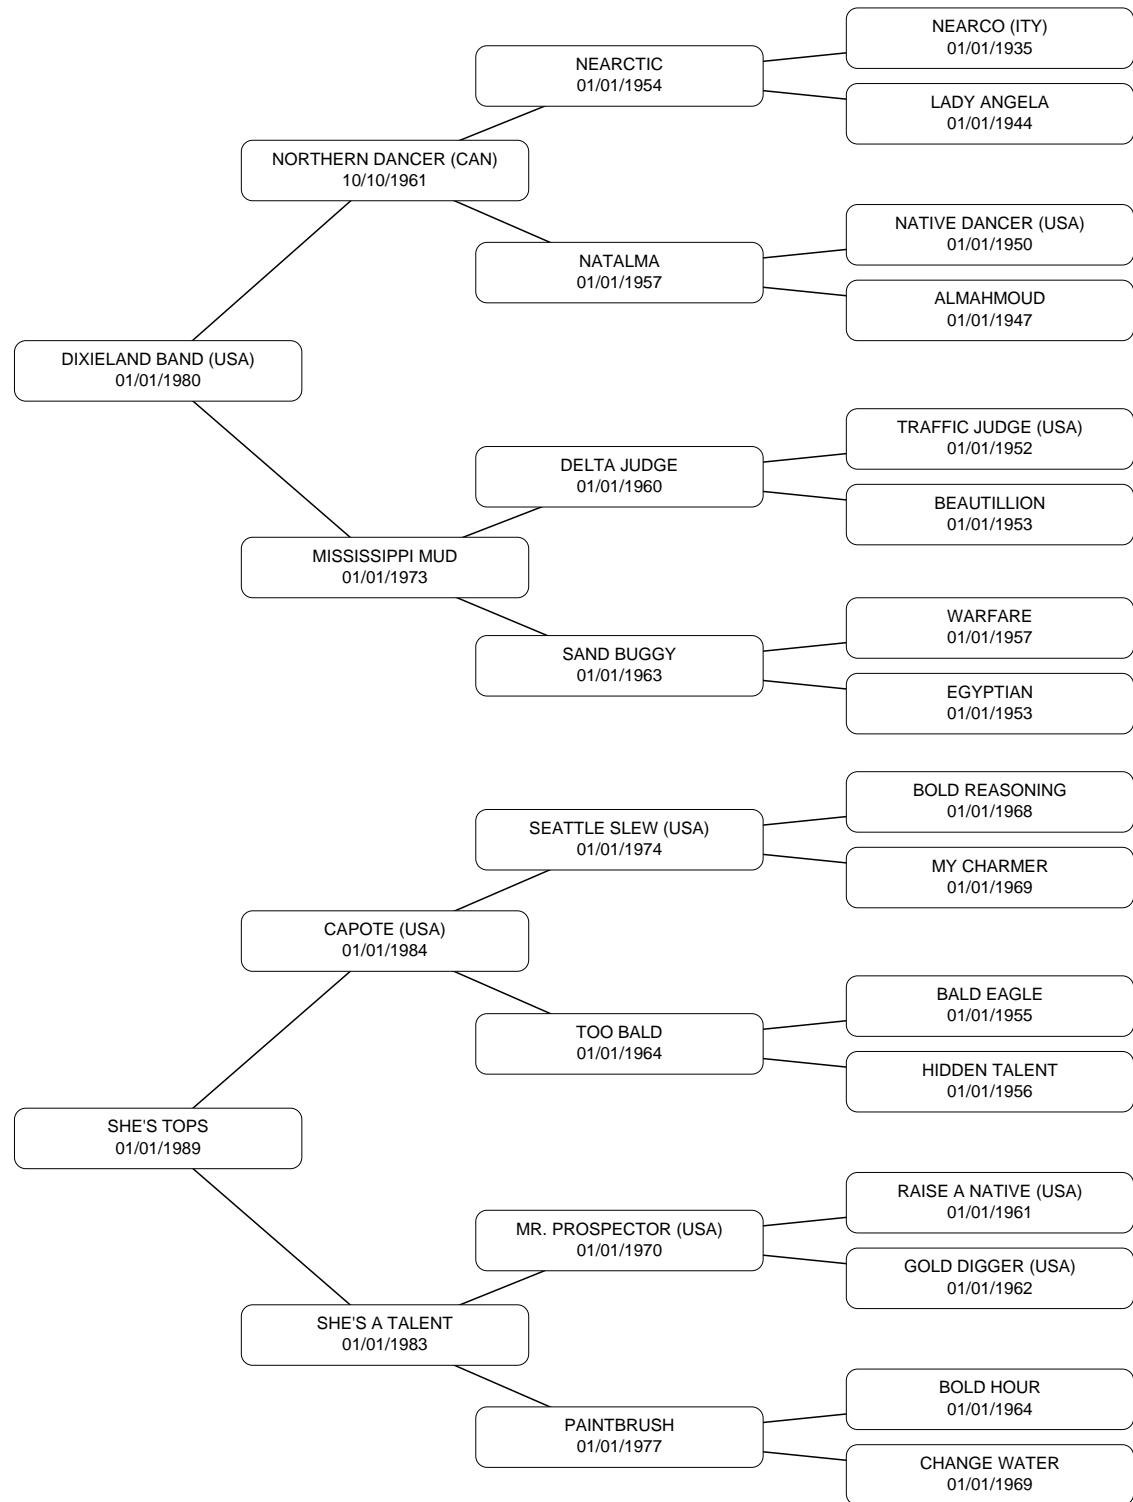 NEARCO (ITY)
01/01/1935
NEARCTIC
01/01/1954
LADY ANGELA
01/01/1944
NORTHERN DANCER (CAN)
10/10/1961
NATIVE DANCER (USA)
01/01/1950
NATALMA
01/01/1957
ALMAHMOUD
01/01/1947
DIXIELAND BAND (USA)
01/01/1980
TRAFFIC JUDGE (USA)
01/01/1952
DELTA JUDGE
01/01/1960
BEAUTILLION
01/01/1953
MISSISSIPPI MUD
01/01/1973
WARFARE
01/01/1957
SAND BUGGY
01/01/1963
EGYPTIAN
01/01/1953
BOLD REASONING
01/01/1968
SEATTLE SLEW (USA)
01/01/1974
MY CHARMER
01/01/1969
CAPOTE (USA)
01/01/1984
BALD EAGLE
01/01/1955
TOO BALD
01/01/1964
HIDDEN TALENT
01/01/1956
SHE'S TOPS
01/01/1989
RAISE A NATIVE (USA)
01/01/1961
MR. PROSPECTOR (USA)
01/01/1970
GOLD DIGGER (USA)
01/01/1962
SHE'S A TALENT
01/01/1983
BOLD HOUR
01/01/1964
PAINTBRUSH
01/01/1977
CHANGE WATER
01/01/1969